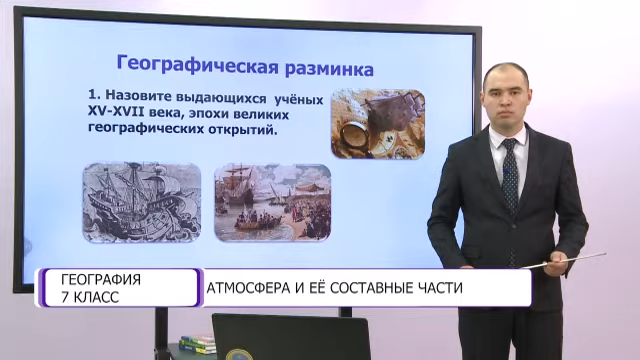 Географическая разминка
1. Назовите выдающихся учёных
XV-XVII века, эпохи великих
географических открытий.
ГЕОГРАФИЯ
7 КЛАСС
АТМОСФЕРА И ЕЁ СОСТАВНЫЕ ЧАСТИ